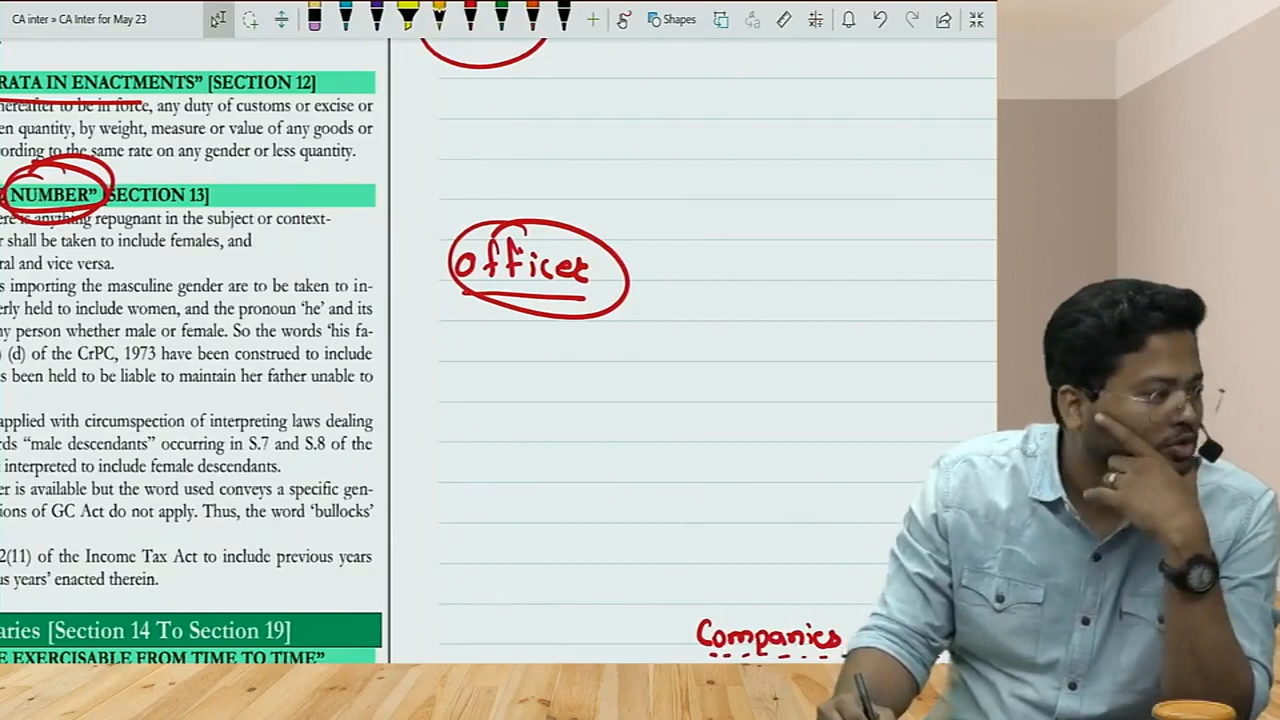 CA inter » CA Inter for May 23
Shapes
RATA IN ENACTMENTS" [SECTION 12]
hereafter to be in force, any duty of customs or excise or
en quantity, by weight, measure or value of any goods or
ording to the same rate on any gender or less quantity.
NUMBER" [SECTION 13]
ere is anything repugnant in the subject or context-
r shall be taken to include females, and
ral and vice versa.
s importing the masculine gender are to be taken to in-
erly held to include women, and the pronoun 'he' and its
ny person whether male or female. So the words 'his fa-
) (d) of the CrPC, 1973 have been construed to include
s been held to be liable to maintain her father unable to
applied with circumspection of interpreting laws dealing
rds "male descendants" occurring in S.7 and S.8 of the
interpreted to include female descendants.
er is available but the word used conveys a specific gen-
ions of GC Act do not apply. Thus, the word 'bullocks'
2(11) of the Income Tax Act to include previous years
us years' enacted therein.
aries [Section 14 To Section 19]
E EXERCISABLE FROM TIME TO TIME"
officer
Companies